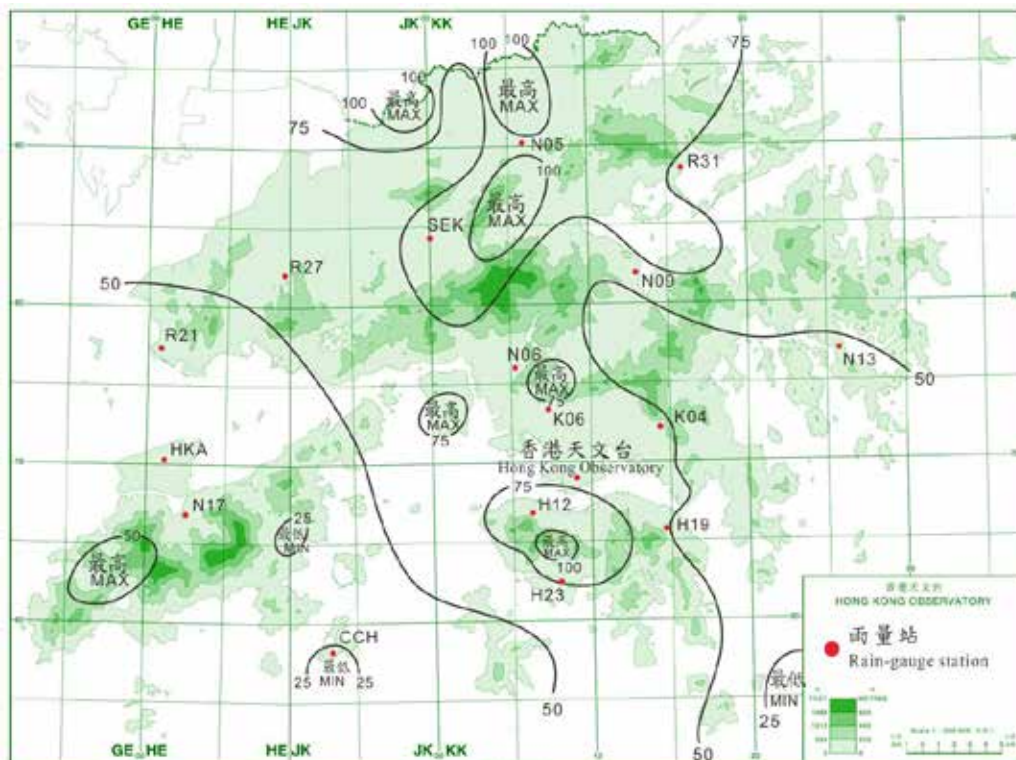 GE HE
HE JK
JK KK
100
100
100
最高
MAX
最高
MAX
100
75
75
N05
100
R31
最高
MAX
SEK
R27
N09
50
R21
N13
N06
最高
MAX
75
50
最高
MAX
75
K06
K04
香港天文台
Hong Kong Observatory
HKA
75
N17
H12
25
最低
MIN
H19
50
最高
MAX
最高
MAX
100
H23
CCH
25
最低
MIN
25
50
最低
MIN
25
50
香港天文台
HONG KONG OBSERVATORY
雨量站
Rain-gauge station
GE HE
HE JK
JK KK